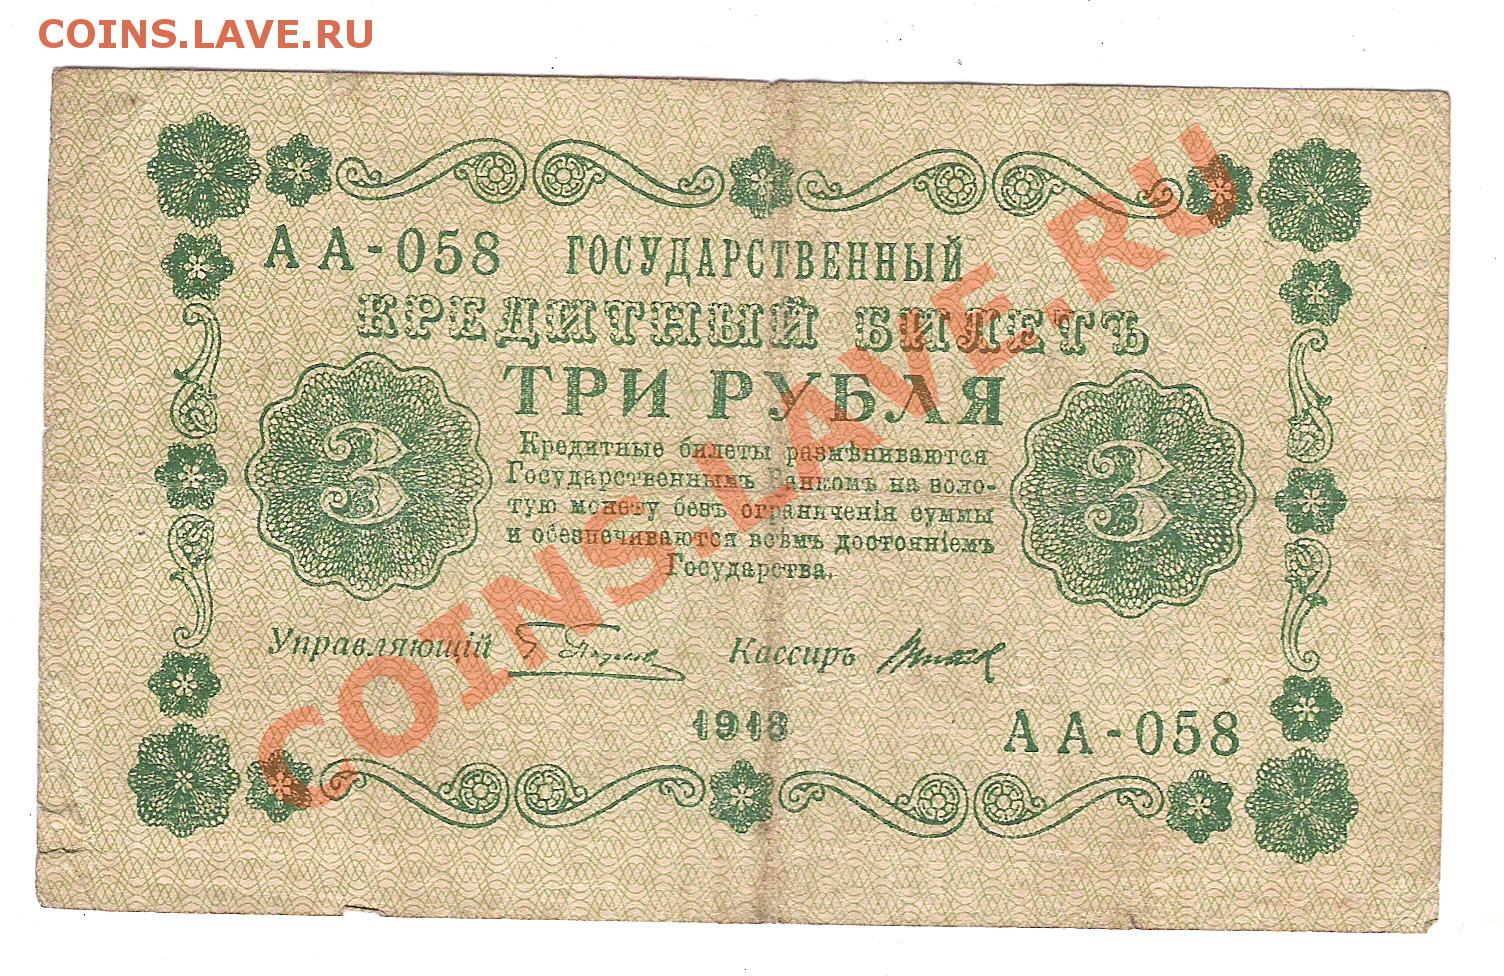 COINS.LAVE.RU
АА-058 ГОСУДАРСТВЕННЫЙ
КРЕДИТНЫЙ БИЛЕТЪ
ТРИ РУБЛЯ
3 3
Кредитные билеты размѣниваются
Государственнымъ Банкомъ на золо-
тую монету безъ ограниченія суммы
и обезпечиваются всѣмъ достояніемъ
Государства.
Управляющій Кассиръ
1918
АА-058
COINS.LAVE.RU